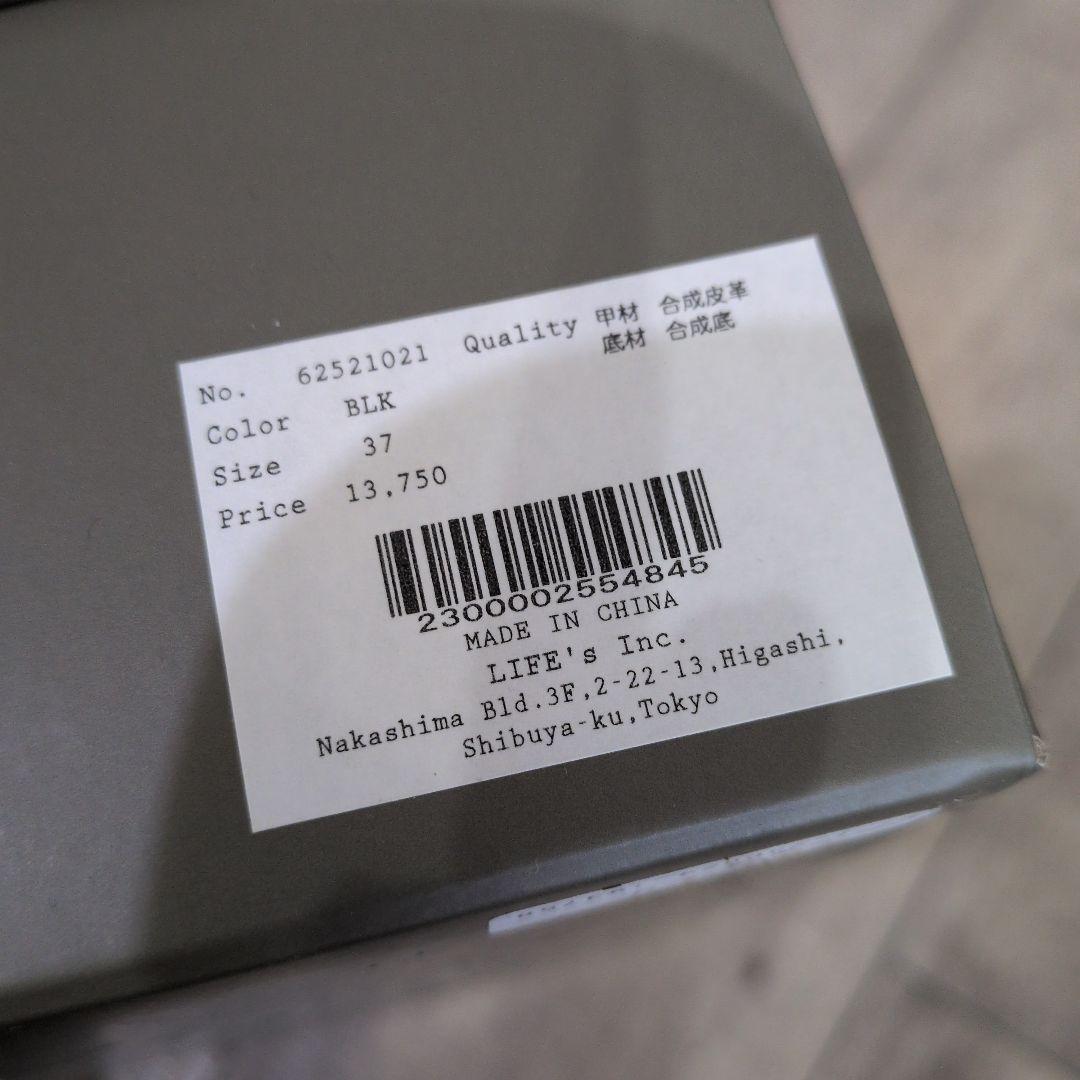 No. 62521021 Quality 甲材 合成皮革
底材 合成底
Color BLK
Size 37
Price 13,750
2300002554845
MADE IN CHINA
LIFE's Inc.
Nakashima Bld.3F,2-22-13,Higashi,
Shibuya-ku,Tokyo